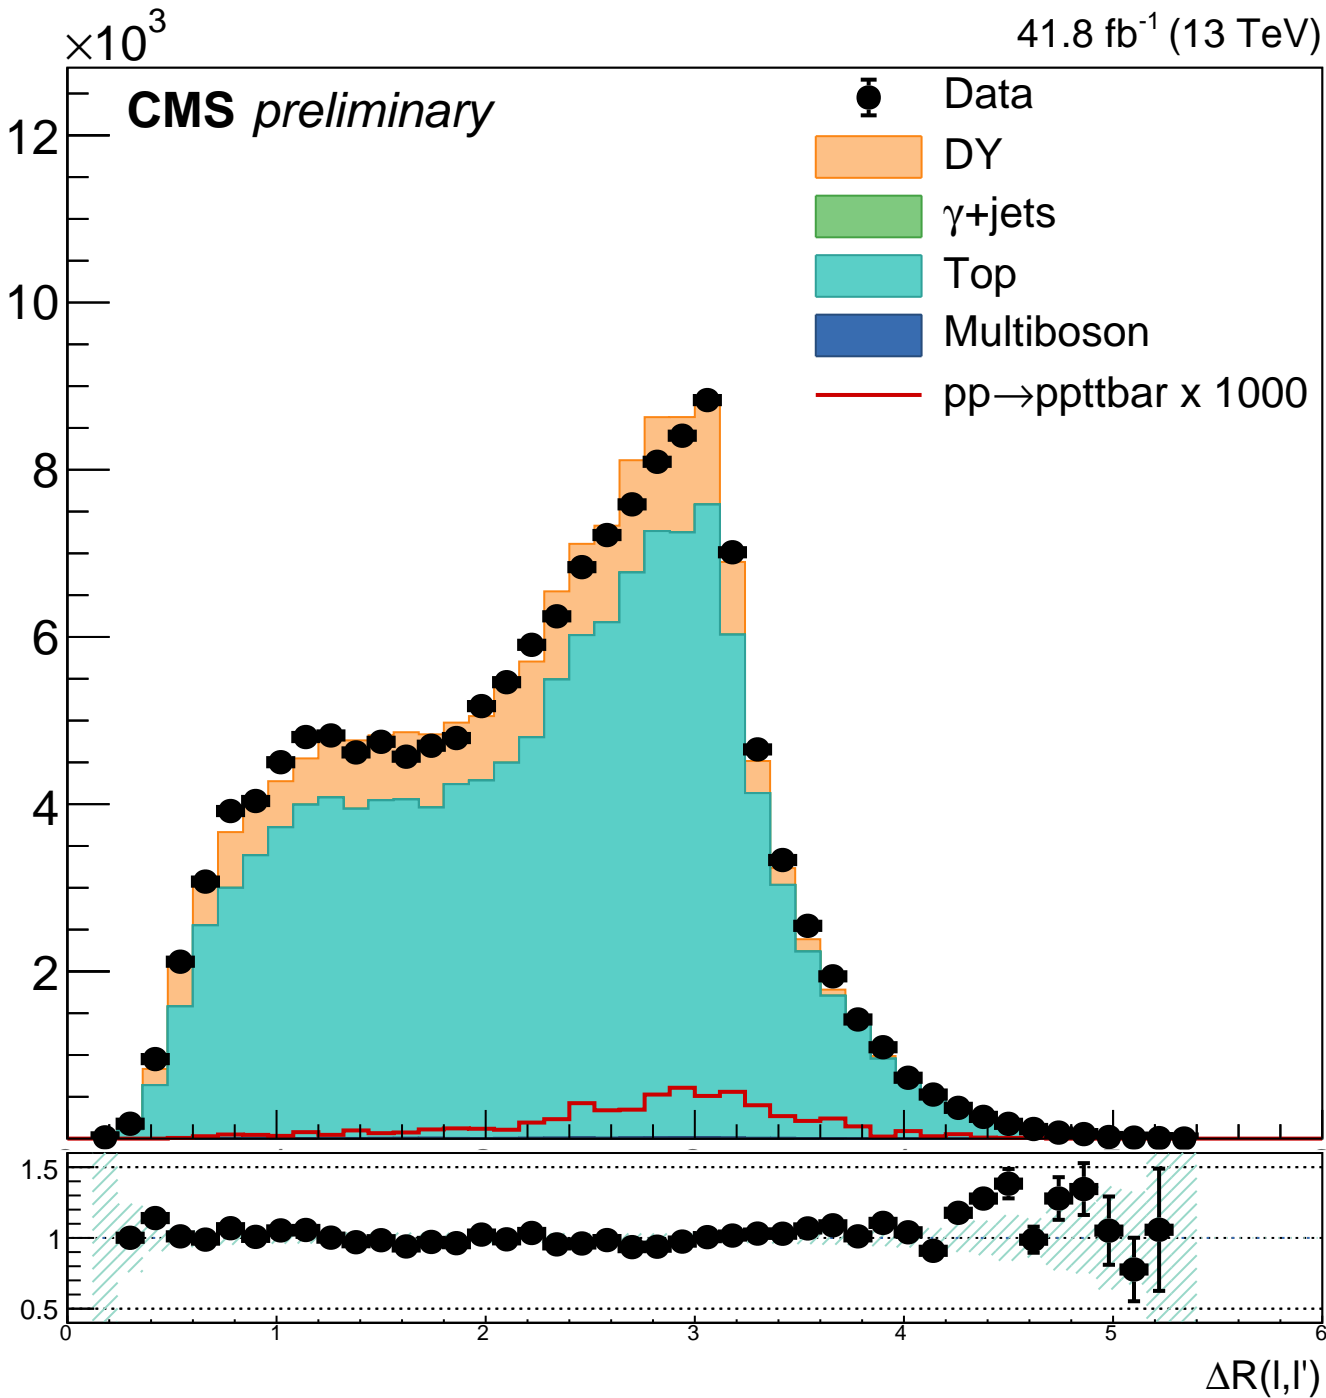 ×10³
41.8 fb⁻¹ (13 TeV)
CMS preliminary
Data
DY
γ+jets
Top
Multiboson
pp→ppttbar x 1000
12
10
8
6
4
2
1.5
1
0.5
0 1 2 3 4 5 6
ΔR(l,l')